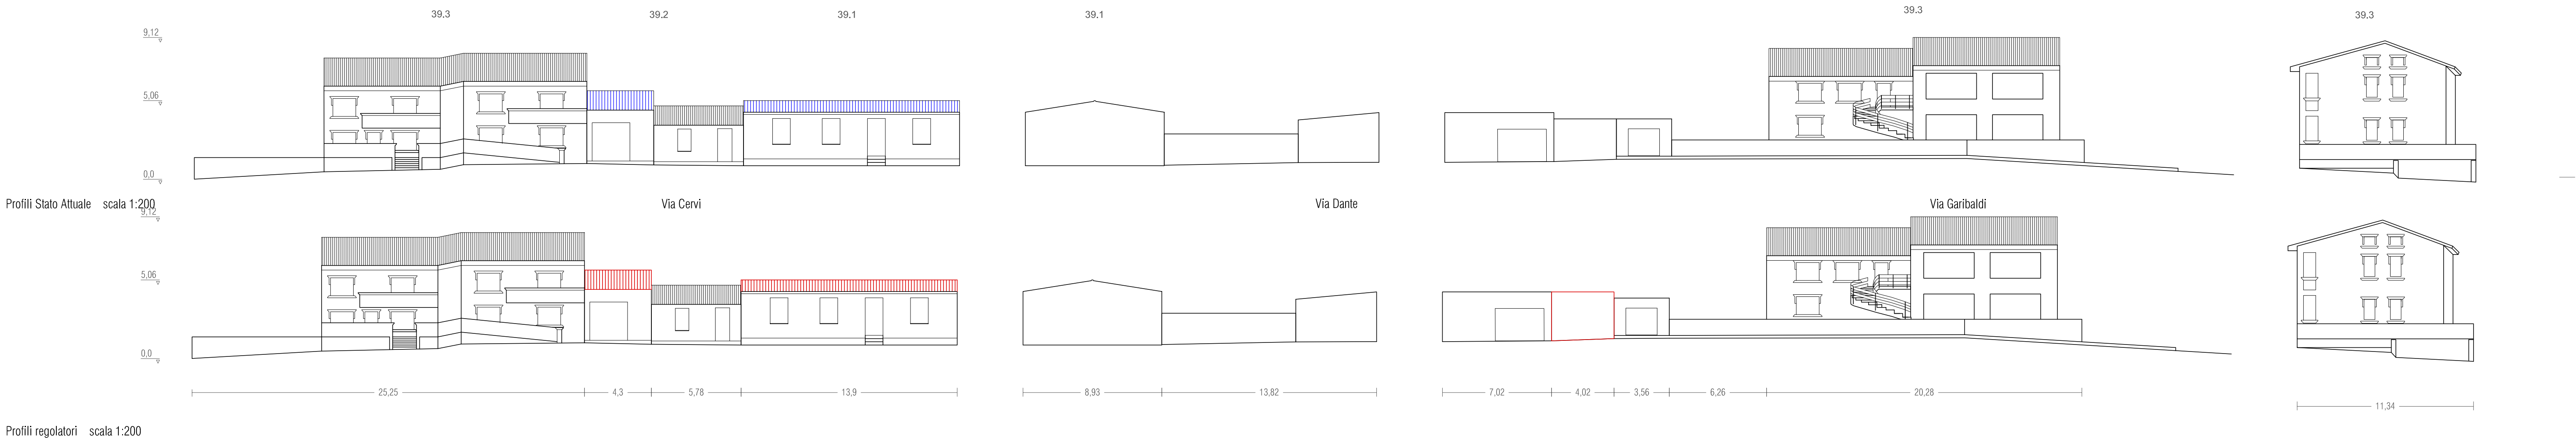 39.3 39.2 39.1 39.1 39.3 39.3
9,12
5,06
0,0
Profili Stato Attuale scala 1:200 Via Cervi Via Dante Via Garibaldi
9,12
5,06
0,0
25,25 4,3 5,78 13,9 8,93 13,82 7,02 4,02 3,56 6,26 20,28
11,34
Profili regolatori scala 1:200